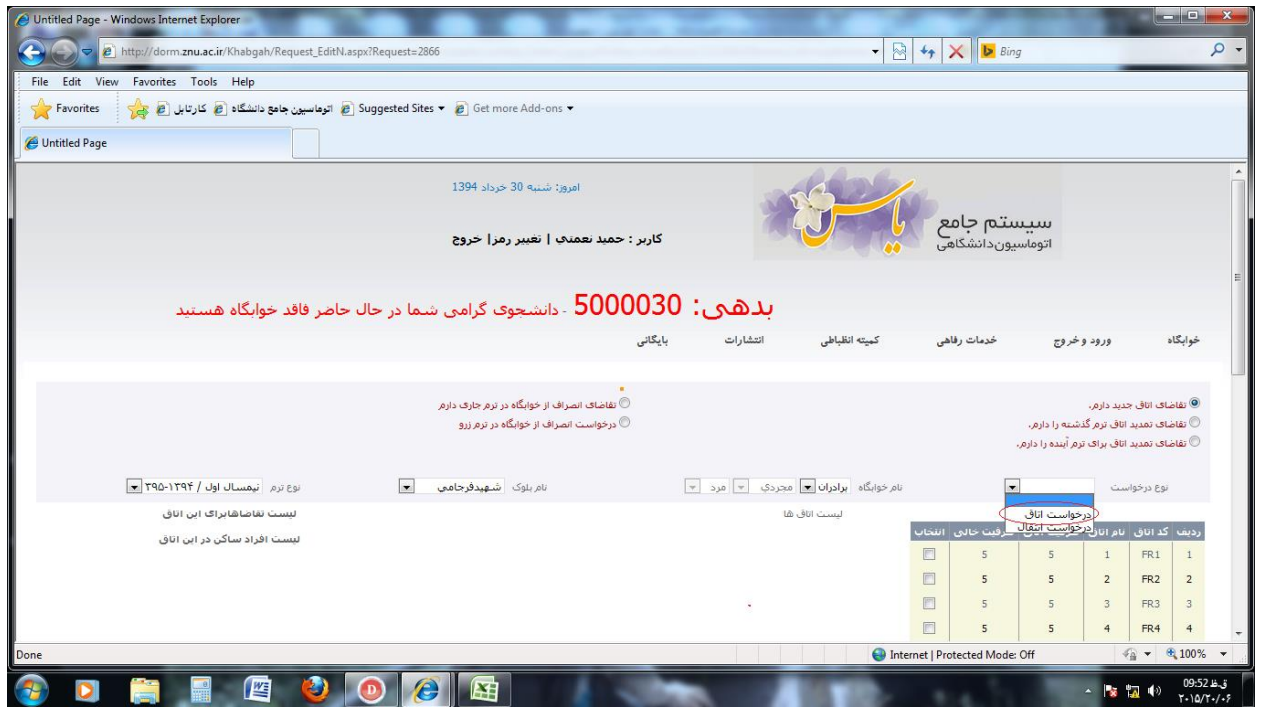 Untitled Page - Windows Internet Explorer
http://dorm.znu.ac.ir/Khabgah/Request_EditN.aspx?Request=2866
Bing
File Edit View Favorites Tools Help
Favorites کارتابل اتوماسیون جامع دانشگاه Suggested Sites Get more Add-ons
Untitled Page
امروز: شنبه 30 خرداد 1394
سیستم جامع
یاس
اتوماسیون دانشگاهی
کاربر : حمید نعمتی | تغییر رمز| خروج
بدهی: 5000030 - دانشجوی گرامی شما در حال حاضر فاقد خوابگاه هستید
خوابگاه ورود و خروج خدمات رفاهی کمیته انظباطی انتشارات بایگانی
تقاضای اتاق جدید دارم.
تقاضای انصراف از خوابگاه در ترم جاری دارم
تقاضای تمدید اتاق ترم گذشته را دارم.
درخواست انصراف از خوابگاه در ترم زرو
تقاضای تمدید اتاق برای ترم آینده را دارم.
نوع درخواست نام خوابگاه برادران مجردي مرد نام بلوک شهیدفرجامی نوع ترم نیمسال اول / ۱۳۹۴-۳۹۵
درخواست اتاق
درخواست انتقال
لیست اتاق ها
لیست تقاضاهابرای این اتاق
لیست افراد ساکن در این اتاق
ردیف کد اتاق نام اتاق ظرفیت خالی انتخاب
1 FR1 1 5 5
2 FR2 2 5 5
3 FR3 3 5 5
4 FR4 4 5 5
Done Internet | Protected Mode: Off 100%
09:52 ق.ظ
۲۰۱۵/۲۰/۰۶